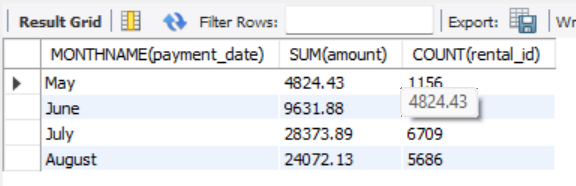 Result Grid Filter Rows: Export: Wr
MONTHNAME(payment_date) SUM(amount) COUNT(rental_id)
May 4824.43 1156
4824.43
June 9631.88
July 28373.89 6709
August 24072.13 5686